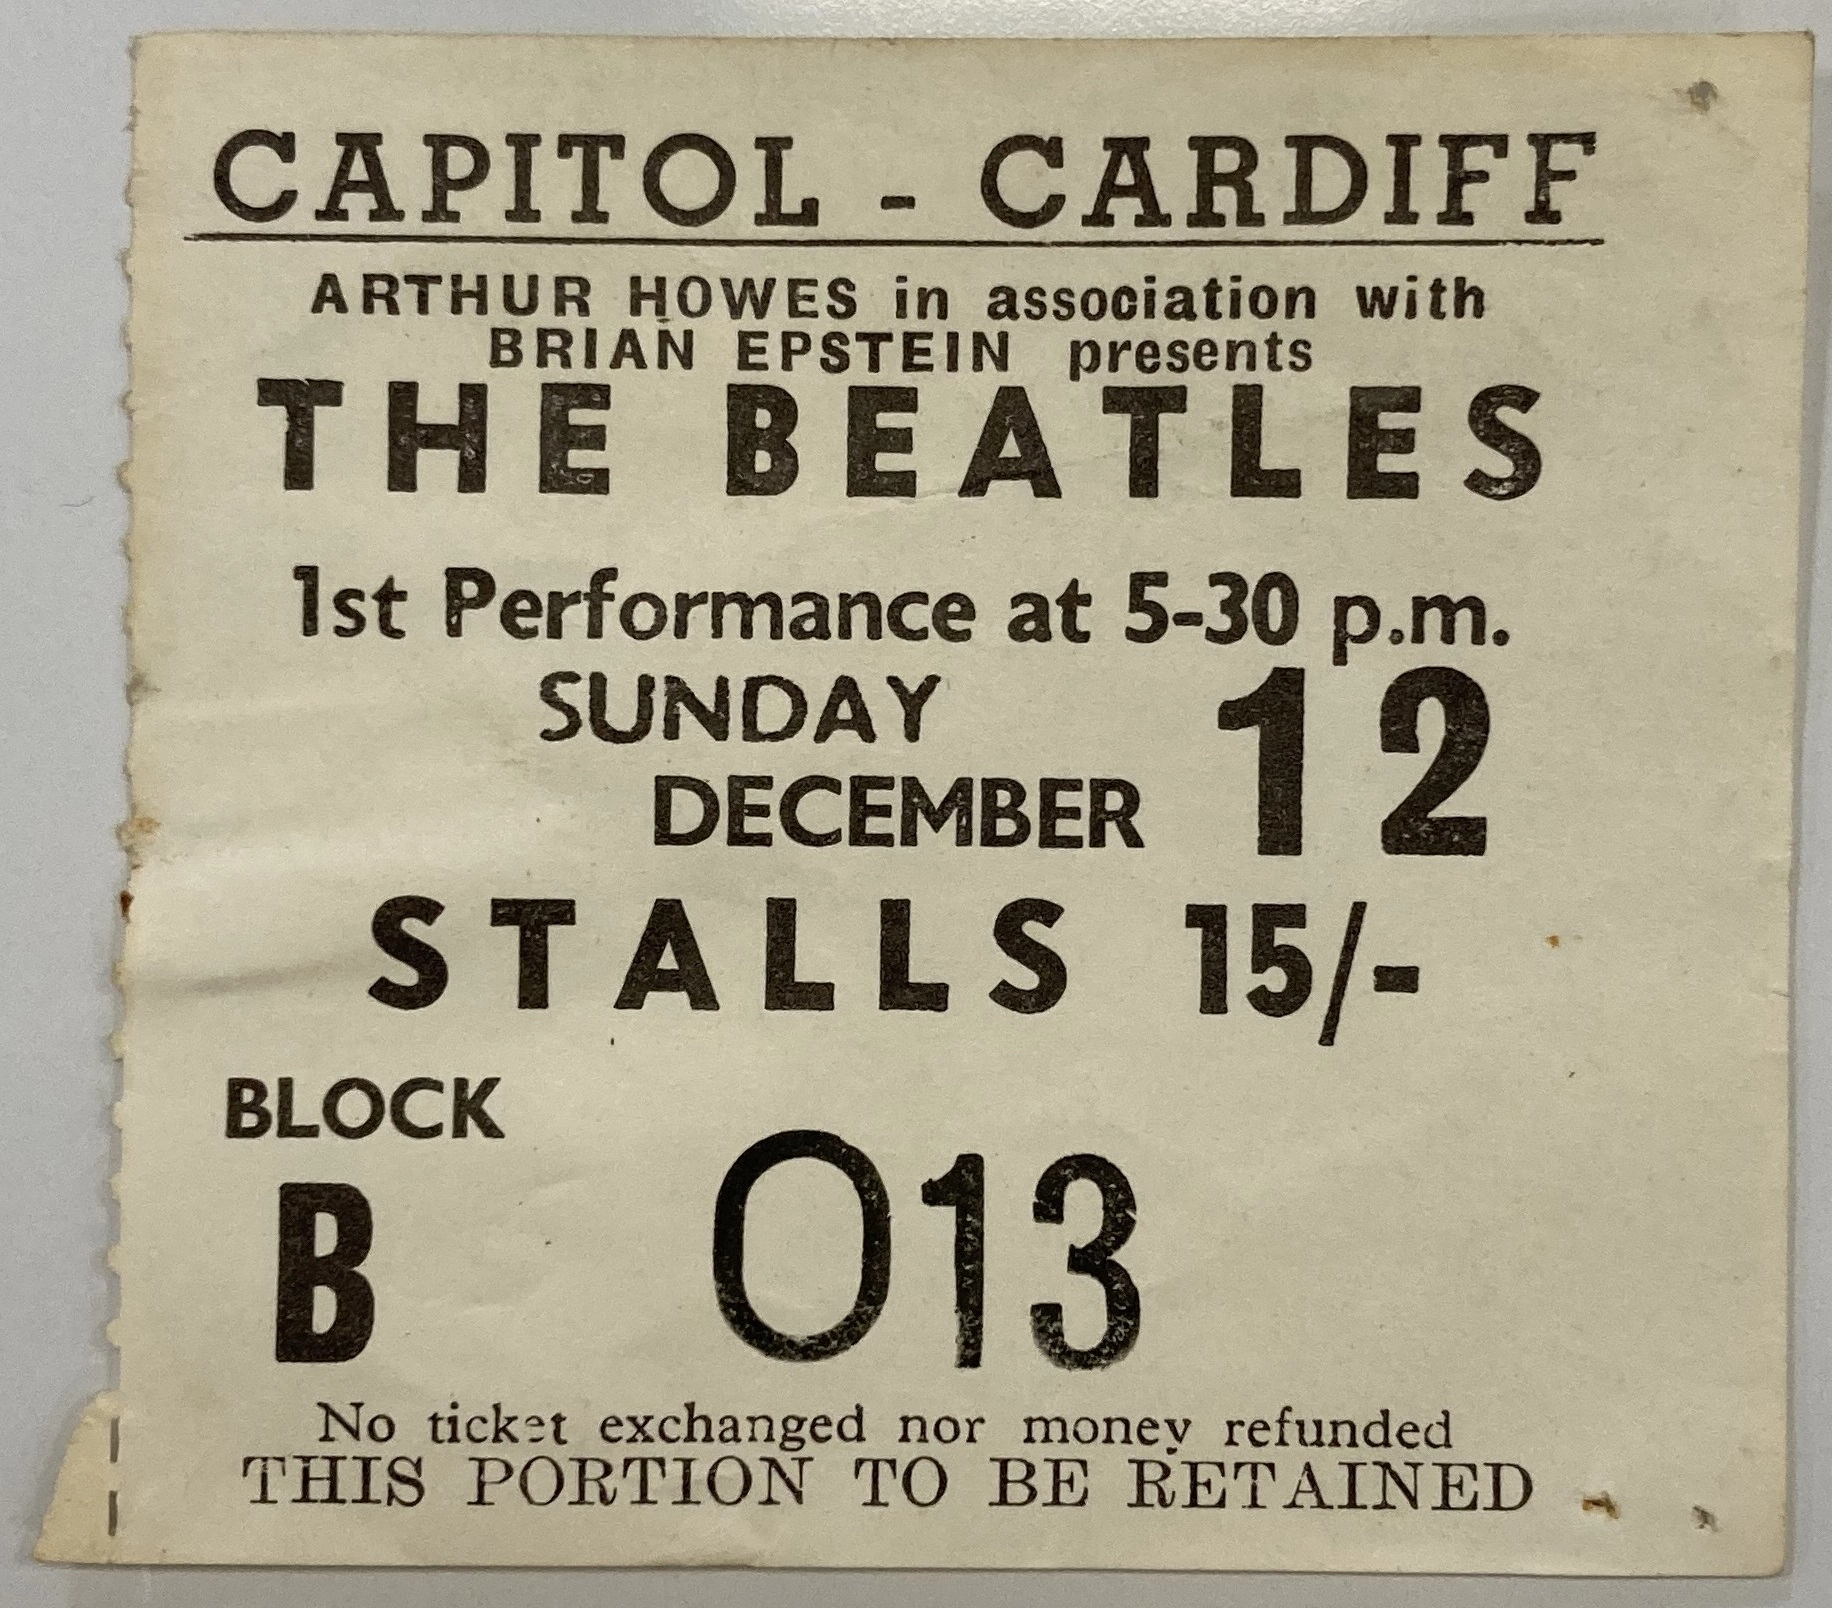 CAPITOL - CARDIFF
ARTHUR HOWES in association with
BRIAN EPSTEIN presents
THE BEATLES
1st Performance at 5-30 p.m.
SUNDAY
DECEMBER 12
STALLS 15/-
BLOCK
B O13
No ticket exchanged nor money refunded
THIS PORTION TO BE RETAINED